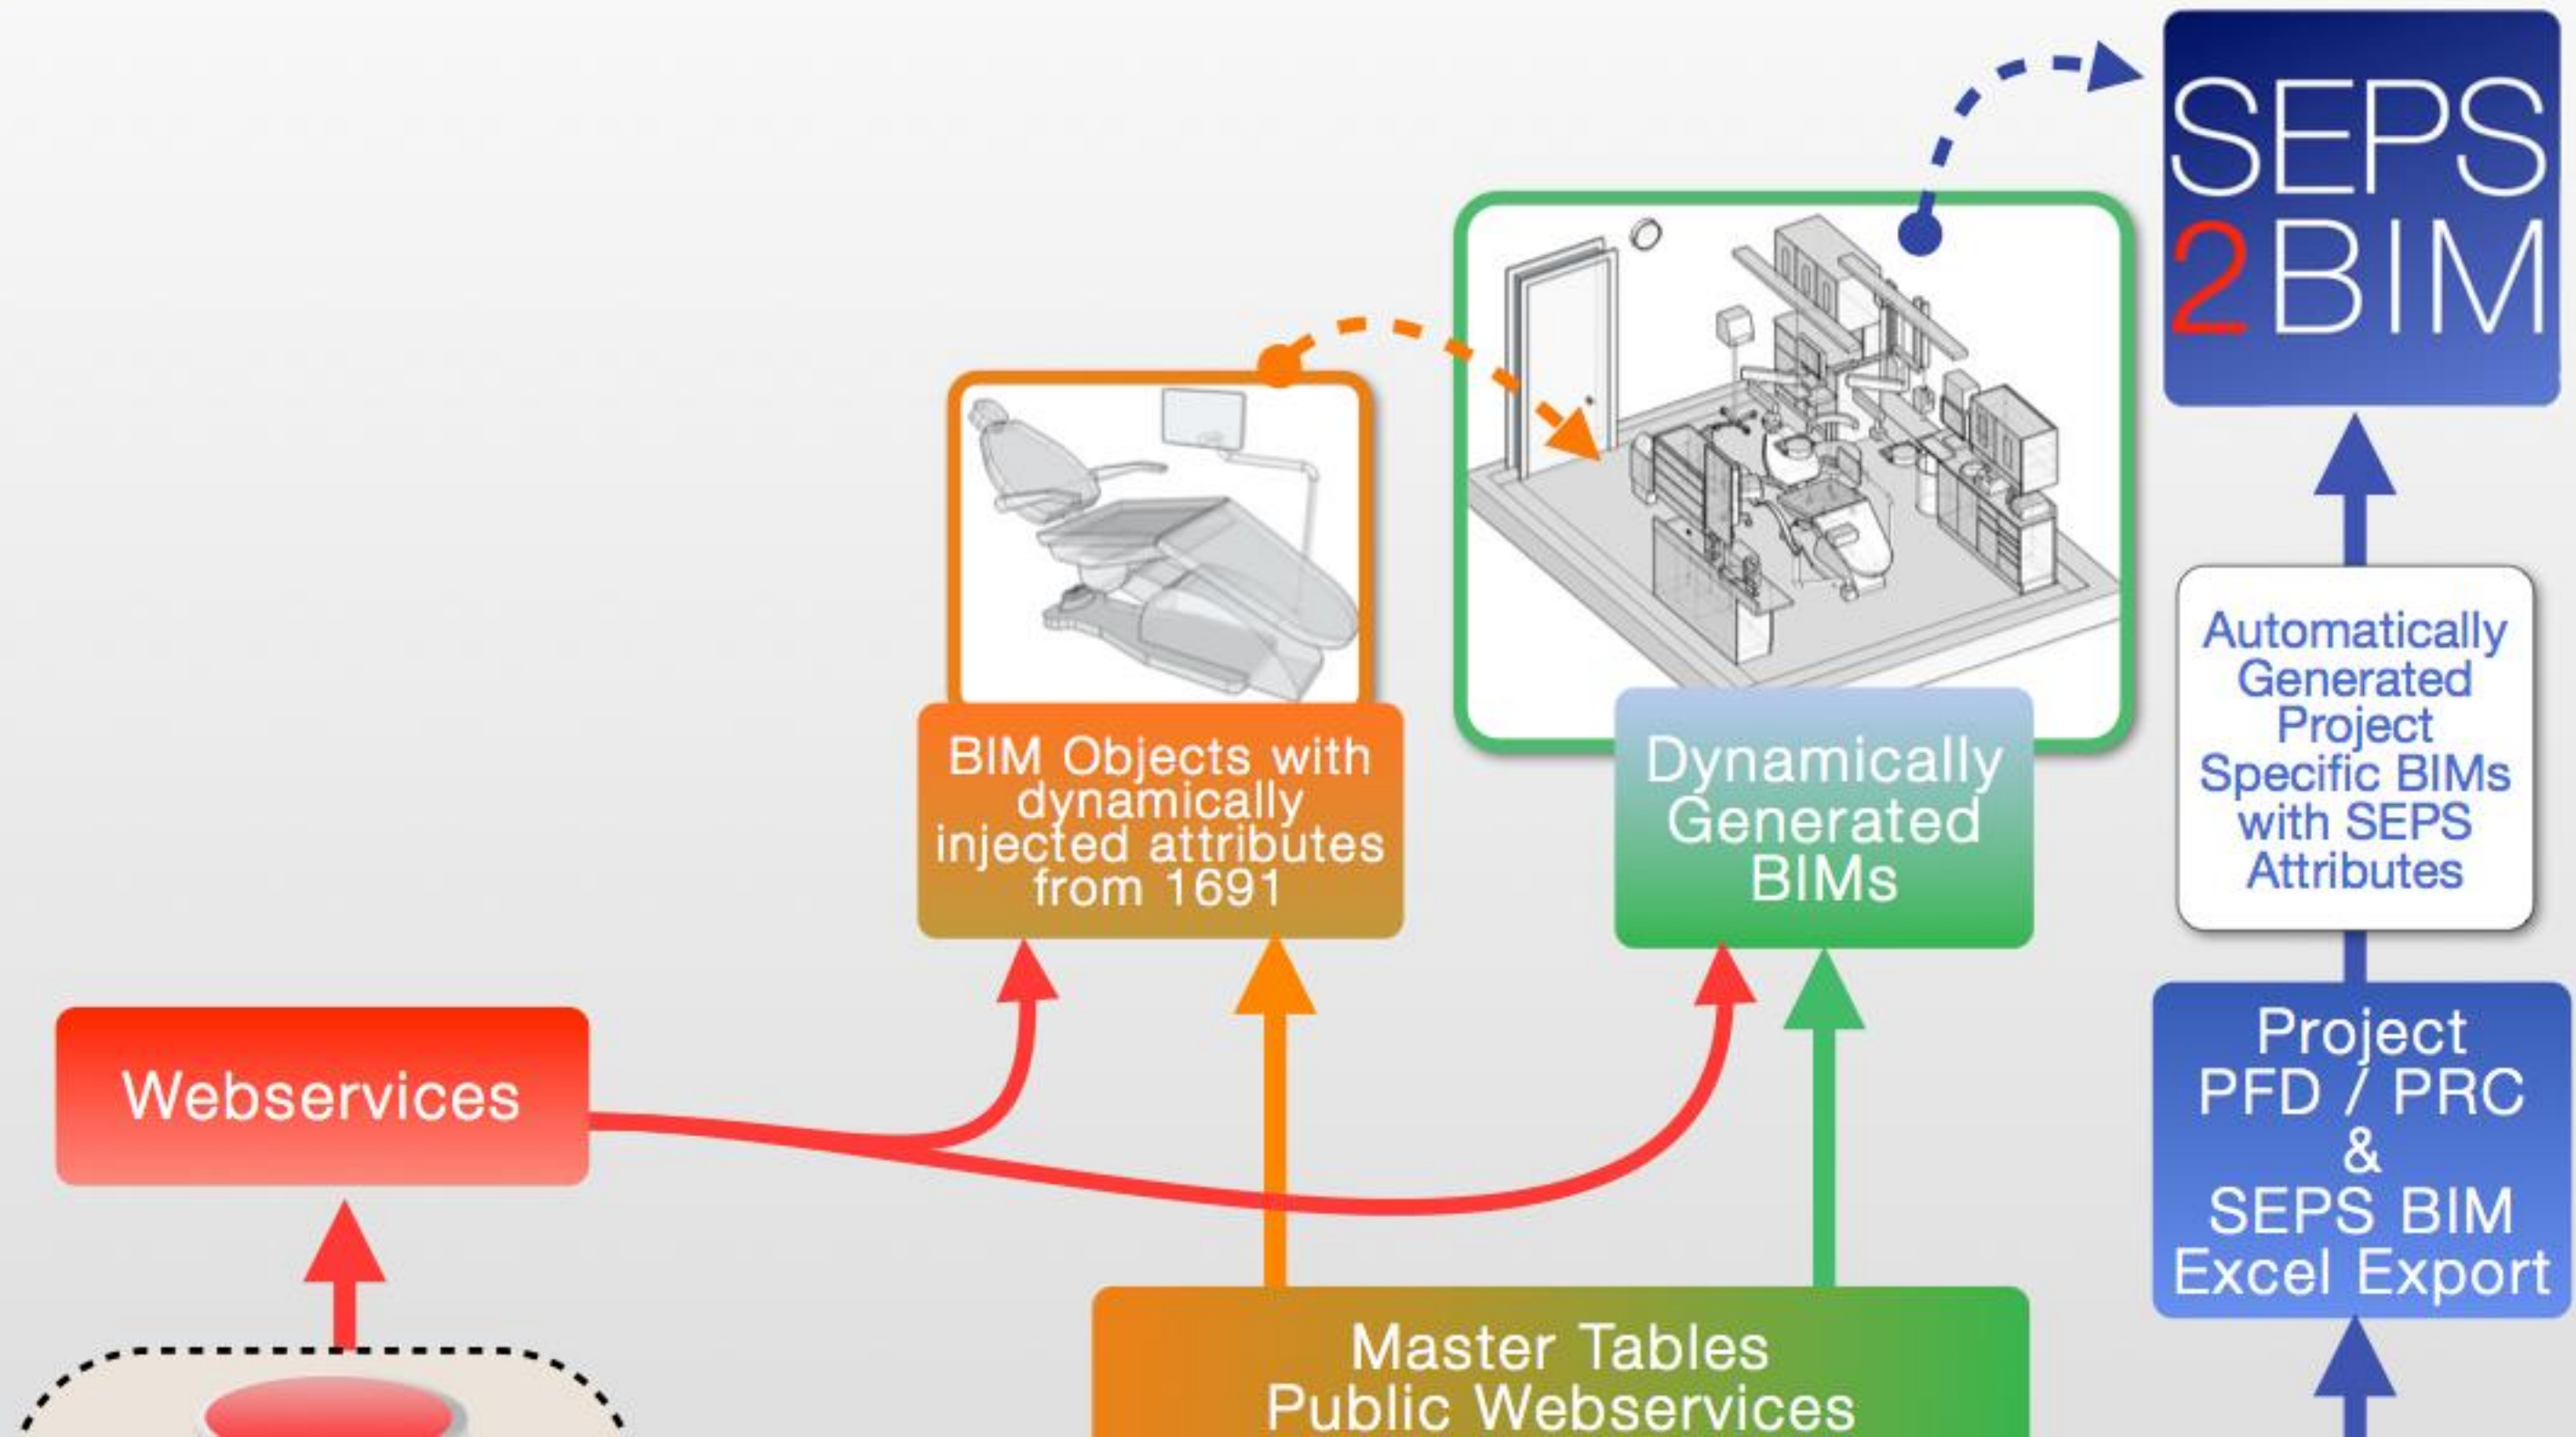 SEPS
2BIM
BIM Objects with
dynamically
injected attributes
from 1691
Dynamically
Generated
BIMs
Automatically
Generated
Project
Specific BIMs
with SEPS
Attributes
Webservices
Project
PFD / PRC
&
SEPS BIM
Excel Export
Master Tables
Public Webservices